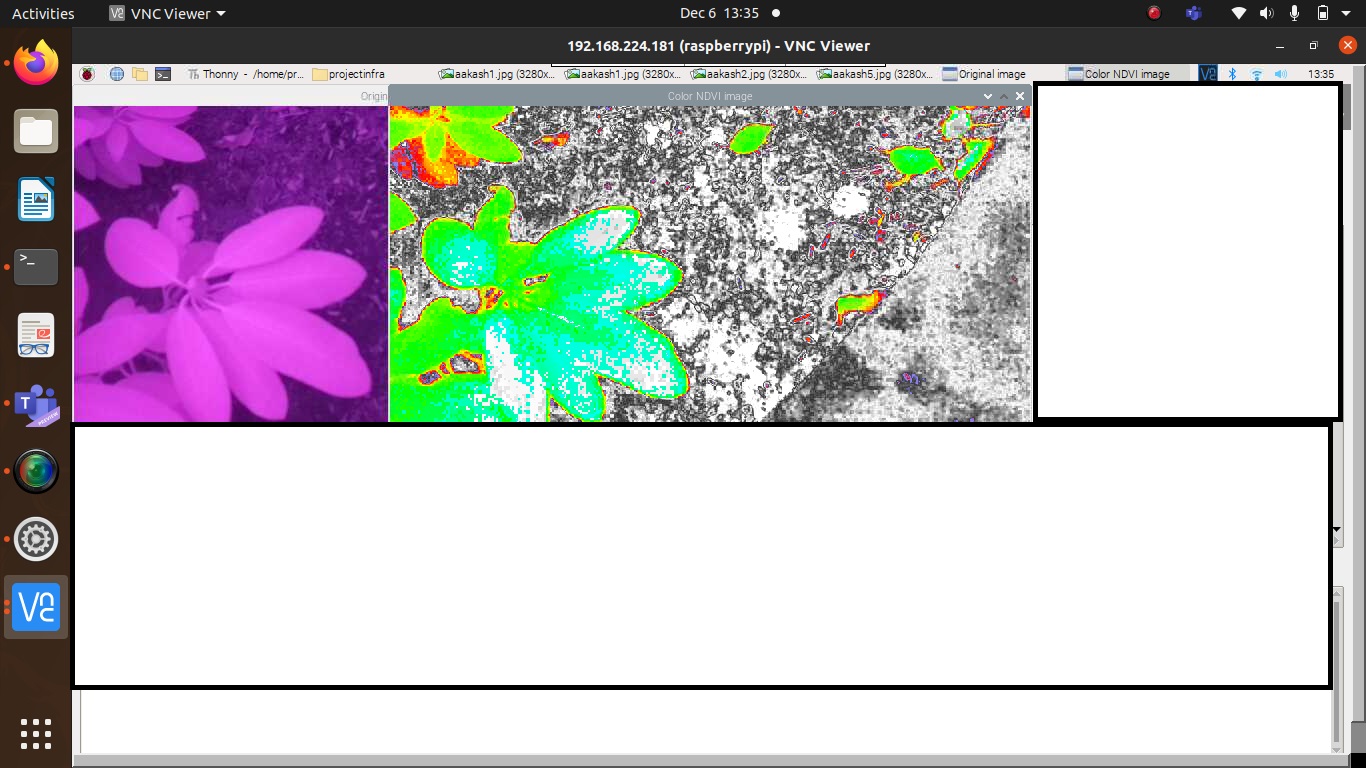 Activities VNC Viewer Dec 6 13:35
192.168.224.181 (raspberrypi) - VNC Viewer
Thonny - /home/pr... projectinfra aakash1.jpg (3280x... aakash1.jpg (3280x... aakash2.jpg (3280x... aakash5.jpg (3280x... Original image Color NDVI image 13:35
Origin Color NDVI image